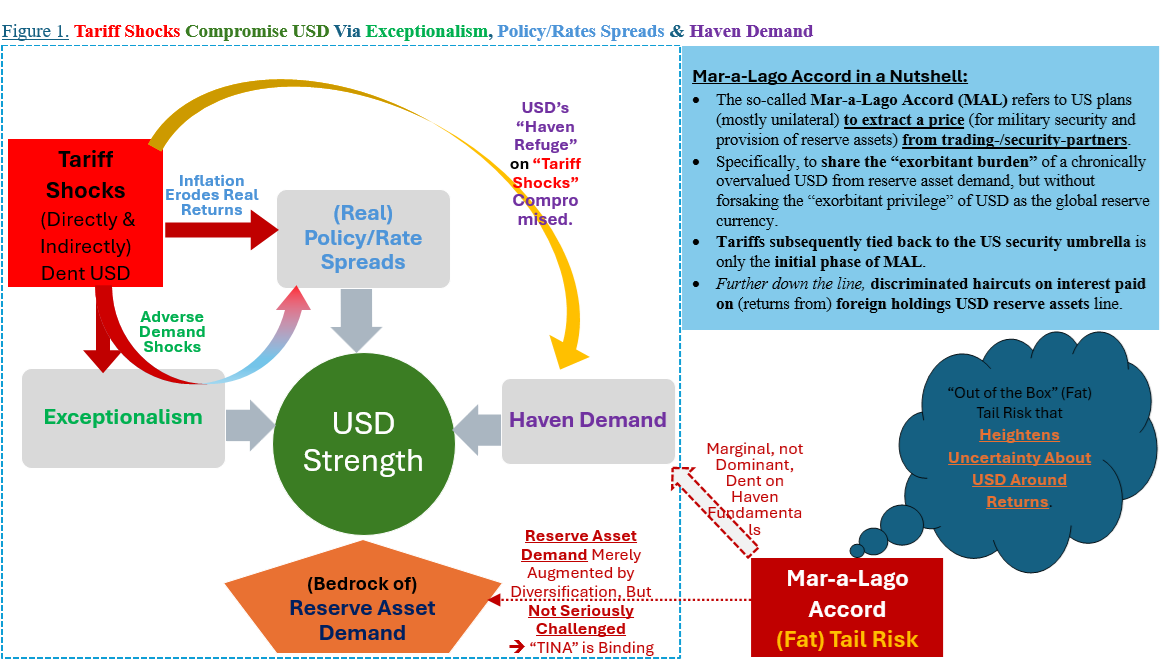 Figure 1. Tariff Shocks Compromise USD Via Exceptionalism, Policy/Rates Spreads & Haven Demand
Tariff
Shocks
(Directly &
Indirectly)
Dent USD
Inflation
Erodes Real
Returns
(Real)
Policy/Rate
Spreads
USD's
“Haven
Refuge”
on “Tariff
Shocks”
Compro
mised.
Adverse
Demand
Shocks
Exceptionalism
USD
Strength
Haven Demand
(Bedrock of)
Reserve Asset
Demand
Reserve Asset
Demand Merely
Augmented by
Diversification, But
Not Seriously
Challenged
➔ “TINA” is Binding
Mar-a-Lago Accord in a Nutshell:
• The so-called Mar-a-Lago Accord (MAL) refers to US plans
(mostly unilateral) to extract a price (for military security and
provision of reserve assets) from trading-/security-partners.
• Specifically, to share the “exorbitant burden” of a chronically
overvalued USD from reserve asset demand, but without
forsaking the “exorbitant privilege” of USD as the global reserve
currency.
• Tariffs subsequently tied back to the US security umbrella is
only the initial phase of MAL.
• Further down the line, discriminated haircuts on interest paid
on (returns from) foreign holdings USD reserve assets line.
“Out of the Box” (Fat)
Tail Risk that
Heightens
Uncertainty About
USD Around
Returns.
Marginal, not
Dominant,
Dent on
Haven
Fundamenta
ls
Mar-a-Lago
Accord
(Fat) Tail Risk